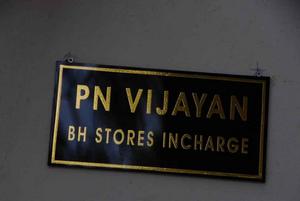 PN VIJAYAN
BH STORES INCHARGE